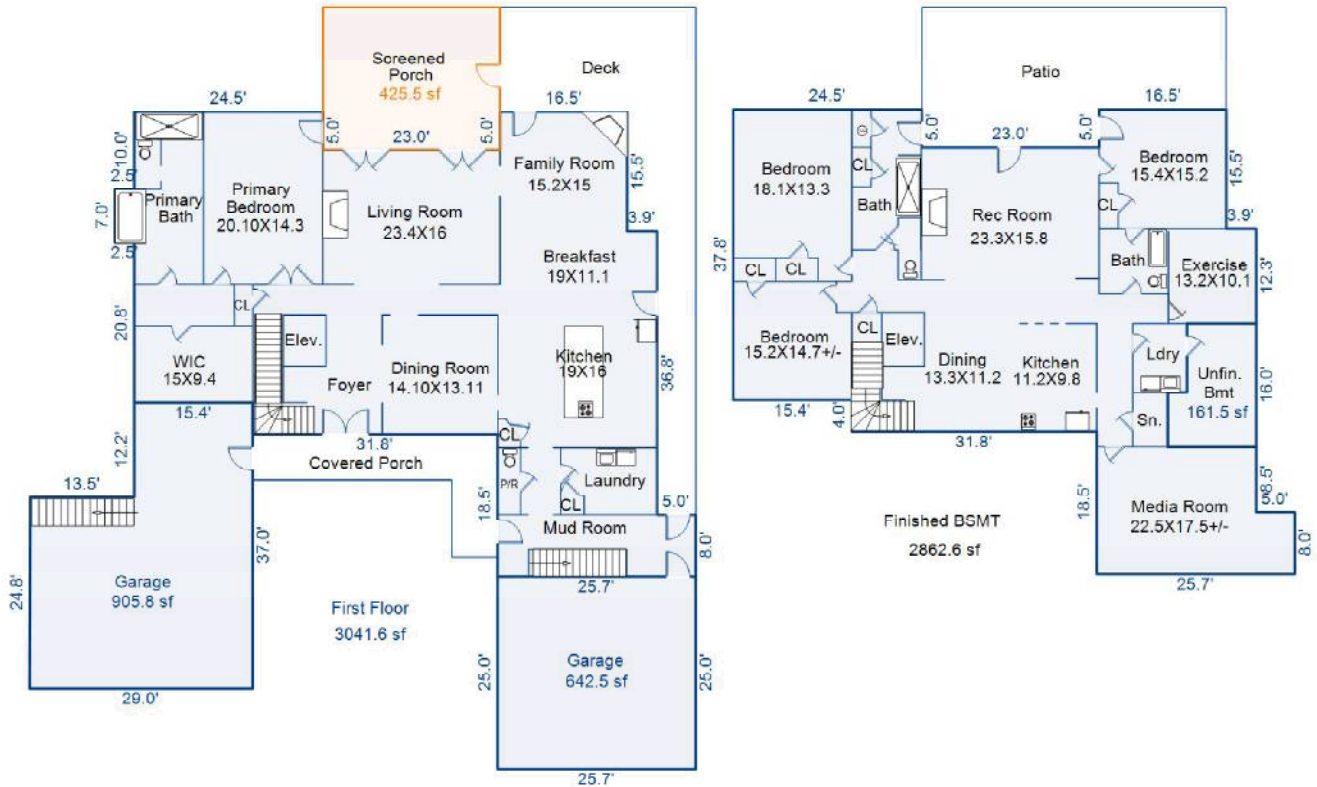 Screened
Porch
425.5 sf
Deck
24.5'
16.5'
5.0'
23.0'
5.0'
10.0'
2.5'
7.0'
2.5'
Primary
Bath
Primary
Bedroom
20.10X14.3
Living Room
23.4X16
Family Room
15.2X15
15.5'
3.9'
Breakfast
19X11.1
20.8'
CL
WIC
15X9.4
Elev.
Foyer
Dining Room
14.10X13.11
Kitchen
19X16
36.8'
15.4'
12.2'
31.8'
Covered Porch
CL
P/R
CL
Laundry
18.5'
Mud Room
5.0'
8.0'
13.5'
37.0'
24.8'
Garage
905.8 sf
29.0'
First Floor
3041.6 sf
25.7'
25.0'
Garage
642.5 sf
25.0'
25.7'
Patio
24.5'
16.5'
5.0'
23.0'
5.0'
Bedroom
18.1X13.3
CL
Bath
Rec Room
23.3X15.8
Bedroom
15.4X15.2
15.5'
CL
3.9'
37.8'
CL
CL
Bath
Exercise
13.2X10.1
12.3'
Bedroom
15.2X14.7+/-
CL
Elev.
Dining
13.3X11.2
Kitchen
11.2X9.8
Ldry
Unfin.
Bmt
161.5 sf
16.0'
Sn.
15.4'
4.0'
31.8'
18.5'
Media Room
22.5X17.5+/-
8.5'
5.0'
8.0'
25.7'
Finished BSMT
2862.6 sf